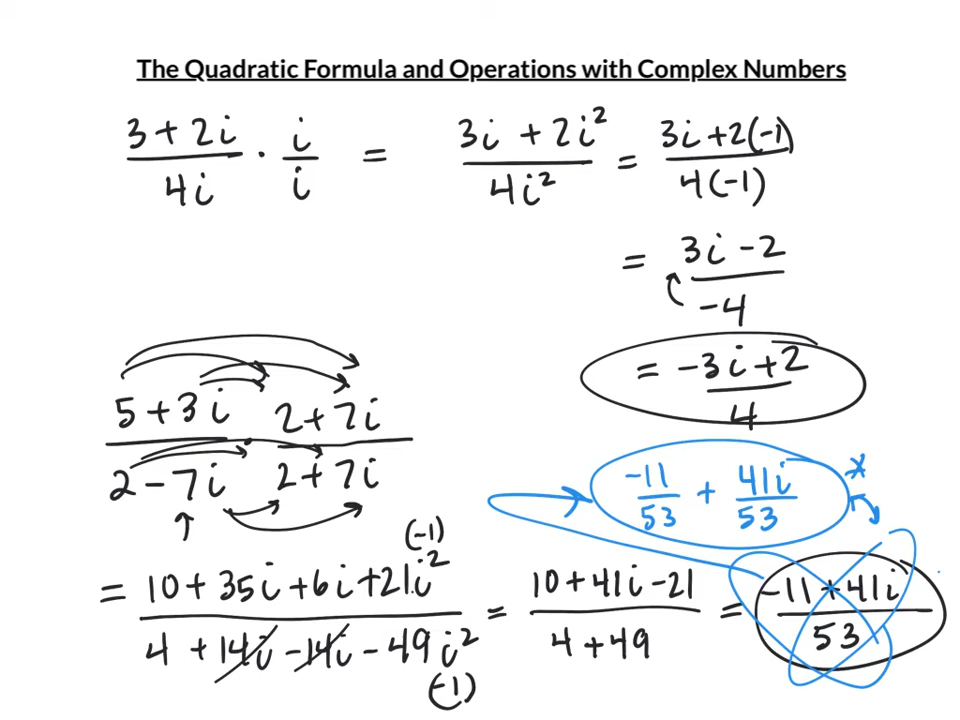 The Quadratic Formula and Operations with Complex Numbers
3 + 2i / 4i · i / i = 3i + 2i² / 4i² = 3i + 2(-1) / 4(-1)
= 3i - 2 / -4
= -3i + 2 / 4
5 + 3i 2 + 7i / 2 - 7i 2 + 7i
-11/53 + 41i/53 *
(-1)
= 10 + 35i + 6i + 21i² / 4 + 14i - 14i - 49i² = 10 + 41i - 21 / 4 + 49 = -11 + 41i / 53
(-1)